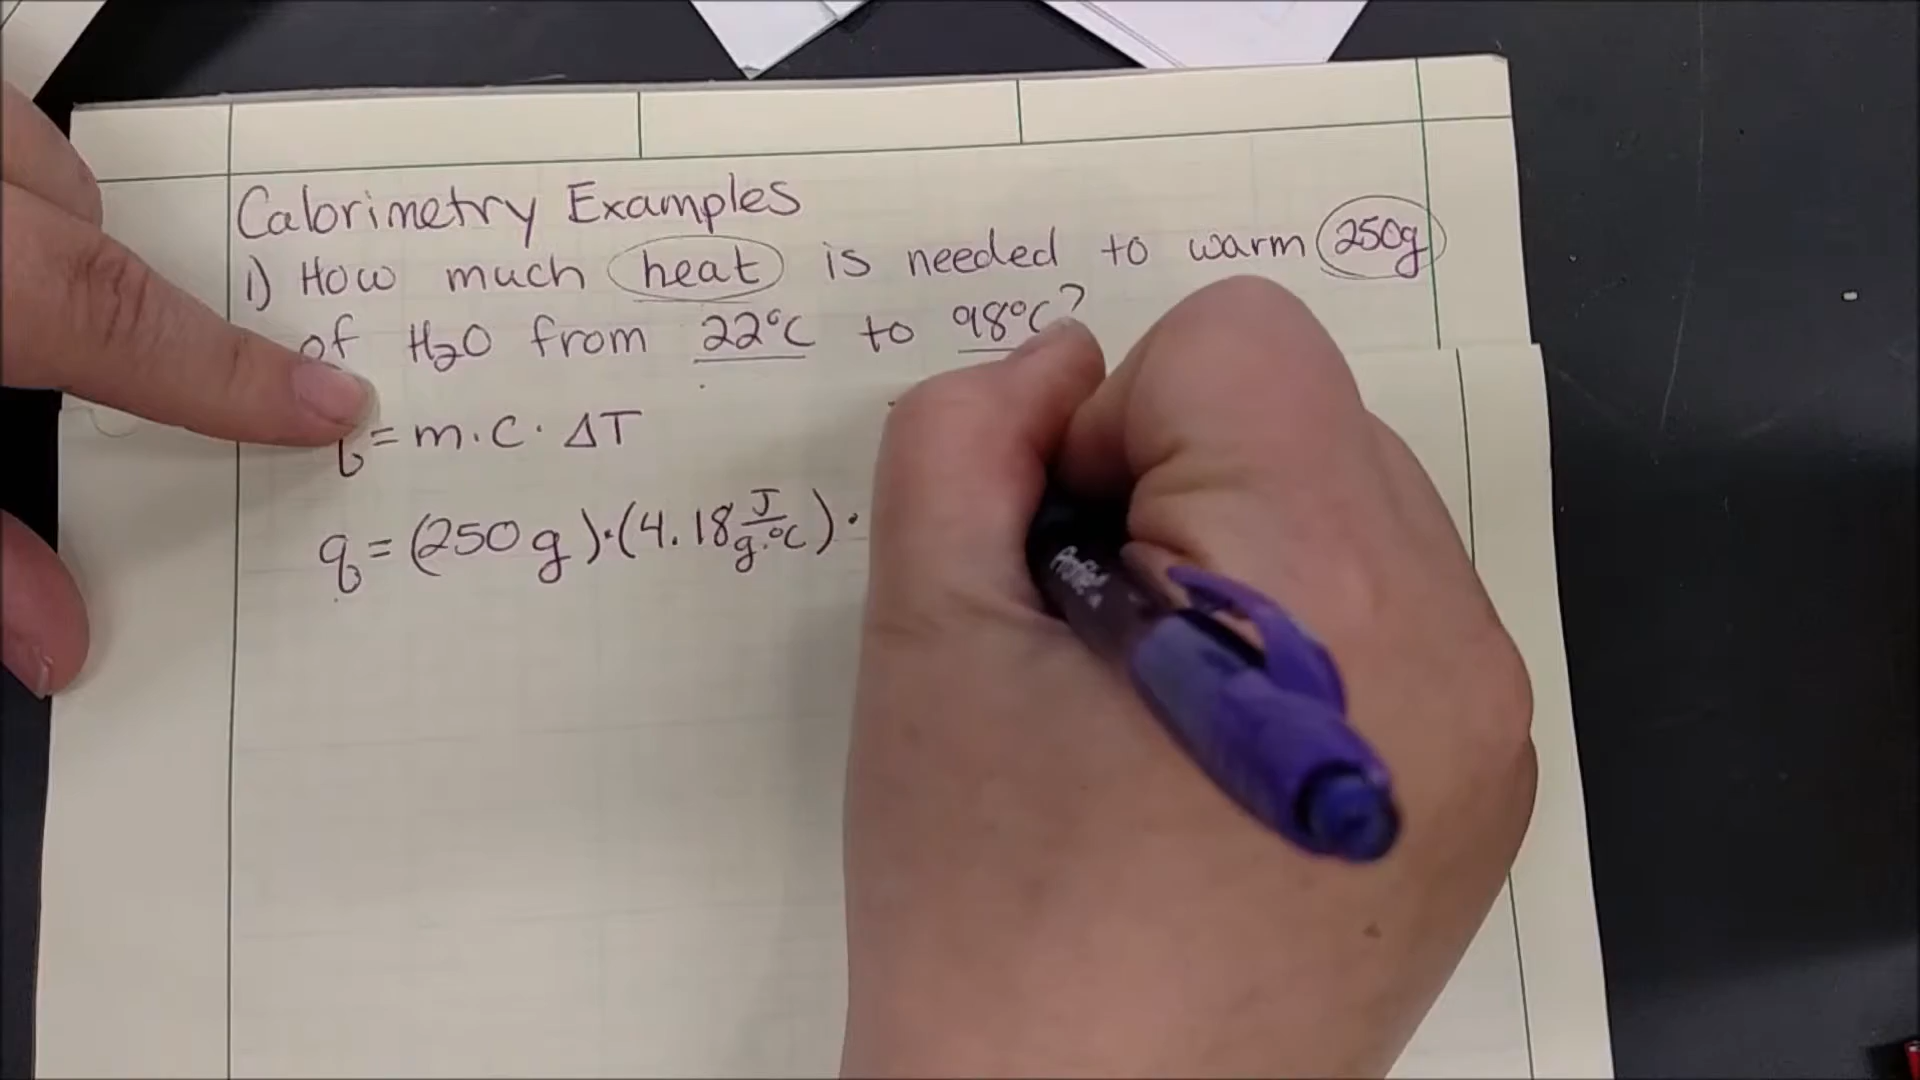 Calorimetry Examples
1) How much heat is needed to warm 250g
of H₂O from 22°C to 98°C?
q = m · C · ΔT
q = (250 g) · (4.18 J/g·°C) ·
Profile